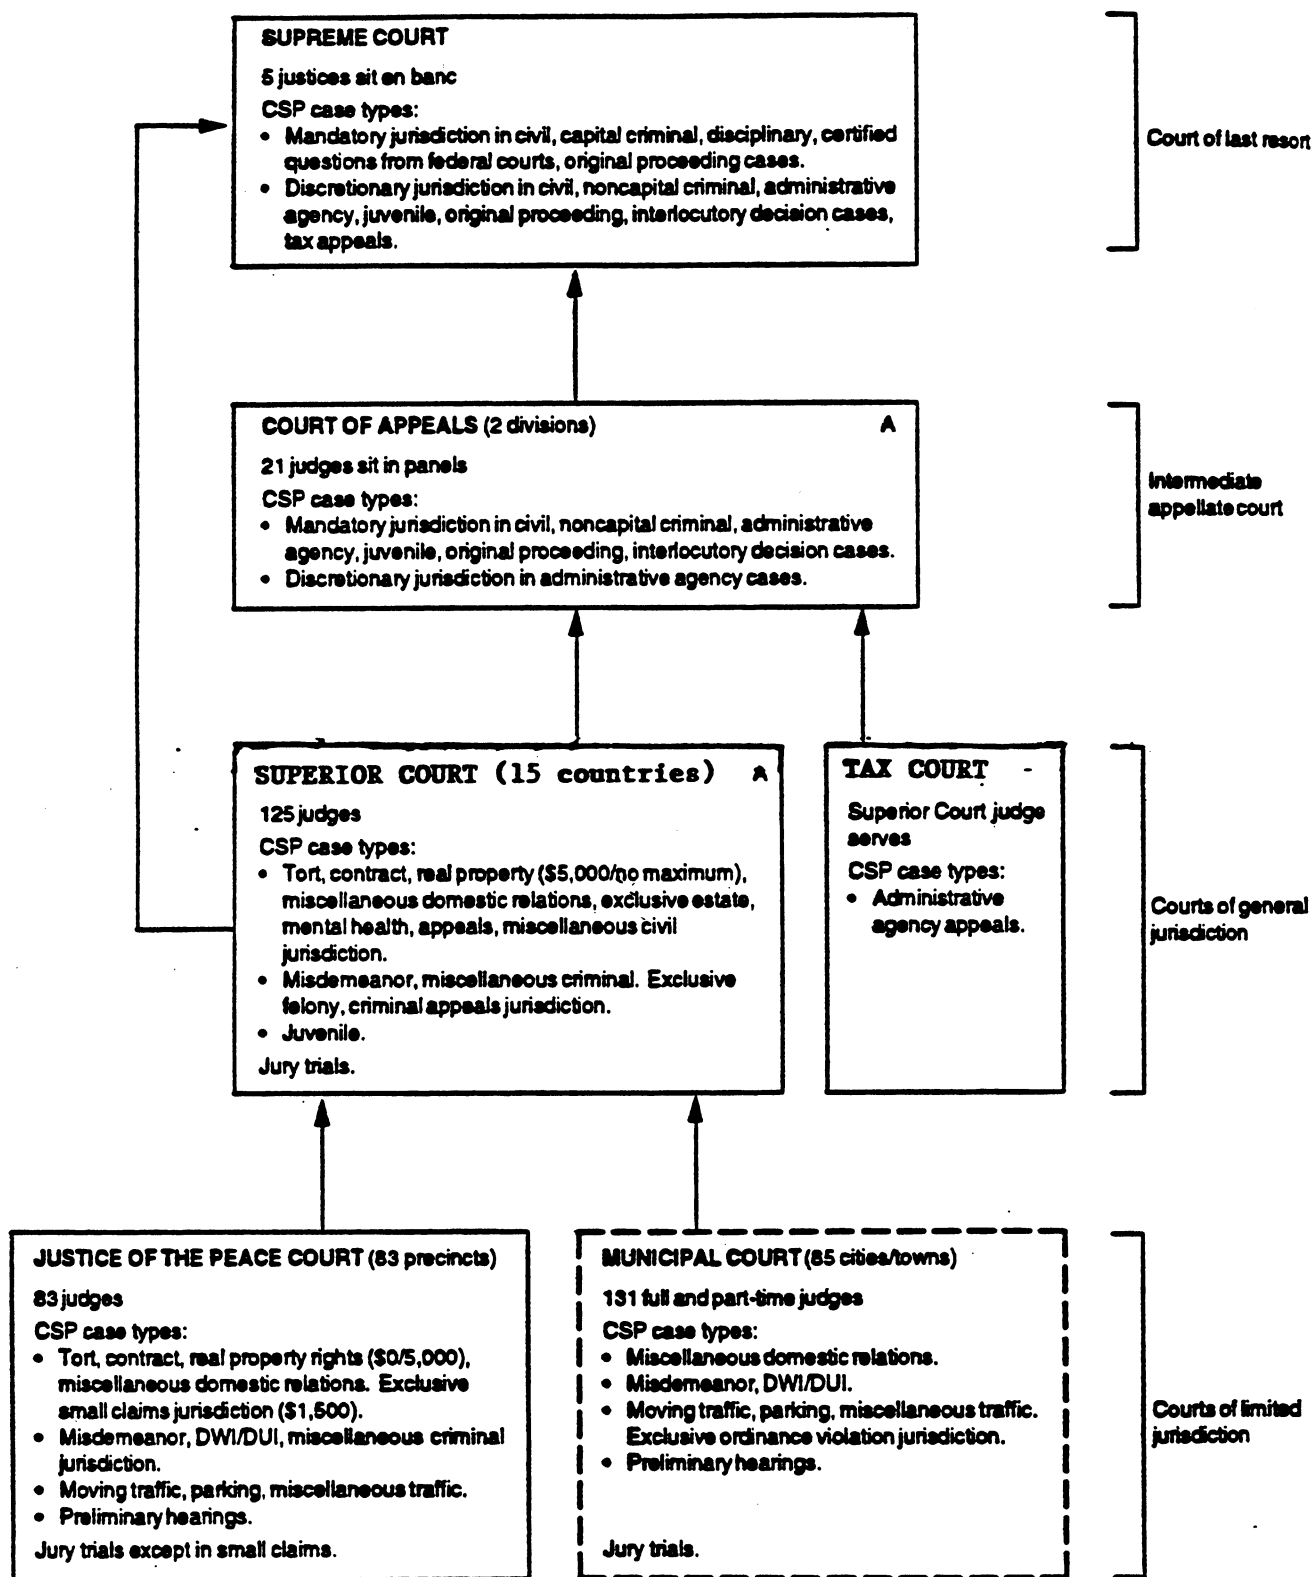 SUPREME COURT
5 justices sit en banc
CSP case types:
• Mandatory jurisdiction in civil, capital criminal, disciplinary, certified
questions from federal courts, original proceeding cases.
• Discretionary jurisdiction in civil, noncapital criminal, administrative
agency, juvenile, original proceeding, interlocutory decision cases,
tax appeals.
Court of last resort
COURT OF APPEALS (2 divisions) A
21 judges sit in panels
CSP case types:
• Mandatory jurisdiction in civil, noncapital criminal, administrative
agency, juvenile, original proceeding, interlocutory decision cases.
• Discretionary jurisdiction in administrative agency cases.
Intermediate
appellate court
SUPERIOR COURT (15 countries) A
125 judges
CSP case types:
• Tort, contract, real property ($5,000/no maximum),
miscellaneous domestic relations, exclusive estate,
mental health, appeals, miscellaneous civil
jurisdiction.
• Misdemeanor, miscellaneous criminal. Exclusive
felony, criminal appeals jurisdiction.
• Juvenile.
Jury trials.
TAX COURT
Superior Court judge
serves
CSP case types:
• Administrative
agency appeals.
Courts of general
jurisdiction
JUSTICE OF THE PEACE COURT (83 precincts)
83 judges
CSP case types:
• Tort, contract, real property rights ($0/5,000),
miscellaneous domestic relations. Exclusive
small claims jurisdiction ($1,500).
• Misdemeanor, DWI/DUI, miscellaneous criminal
jurisdiction.
• Moving traffic, parking, miscellaneous traffic.
• Preliminary hearings.
Jury trials except in small claims.
MUNICIPAL COURT (85 cities/towns)
131 full and part-time judges
CSP case types:
• Miscellaneous domestic relations.
• Misdemeanor, DWI/DUI.
• Moving traffic, parking, miscellaneous traffic.
Exclusive ordinance violation jurisdiction.
• Preliminary hearings.
Jury trials.
Courts of limited
jurisdiction